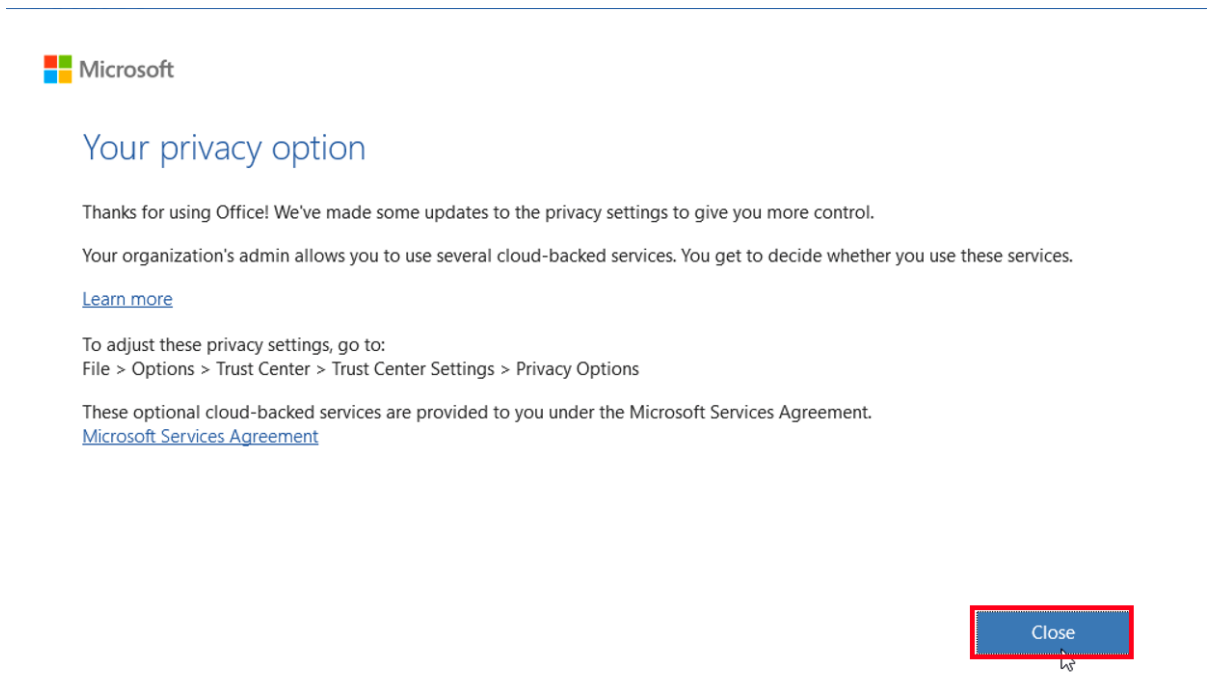 Microsoft
Your privacy option
Thanks for using Office! We've made some updates to the privacy settings to give you more control.
Your organization's admin allows you to use several cloud-backed services. You get to decide whether you use these services.
Learn more
To adjust these privacy settings, go to:
File > Options > Trust Center > Trust Center Settings > Privacy Options
These optional cloud-backed services are provided to you under the Microsoft Services Agreement.
Microsoft Services Agreement
Close